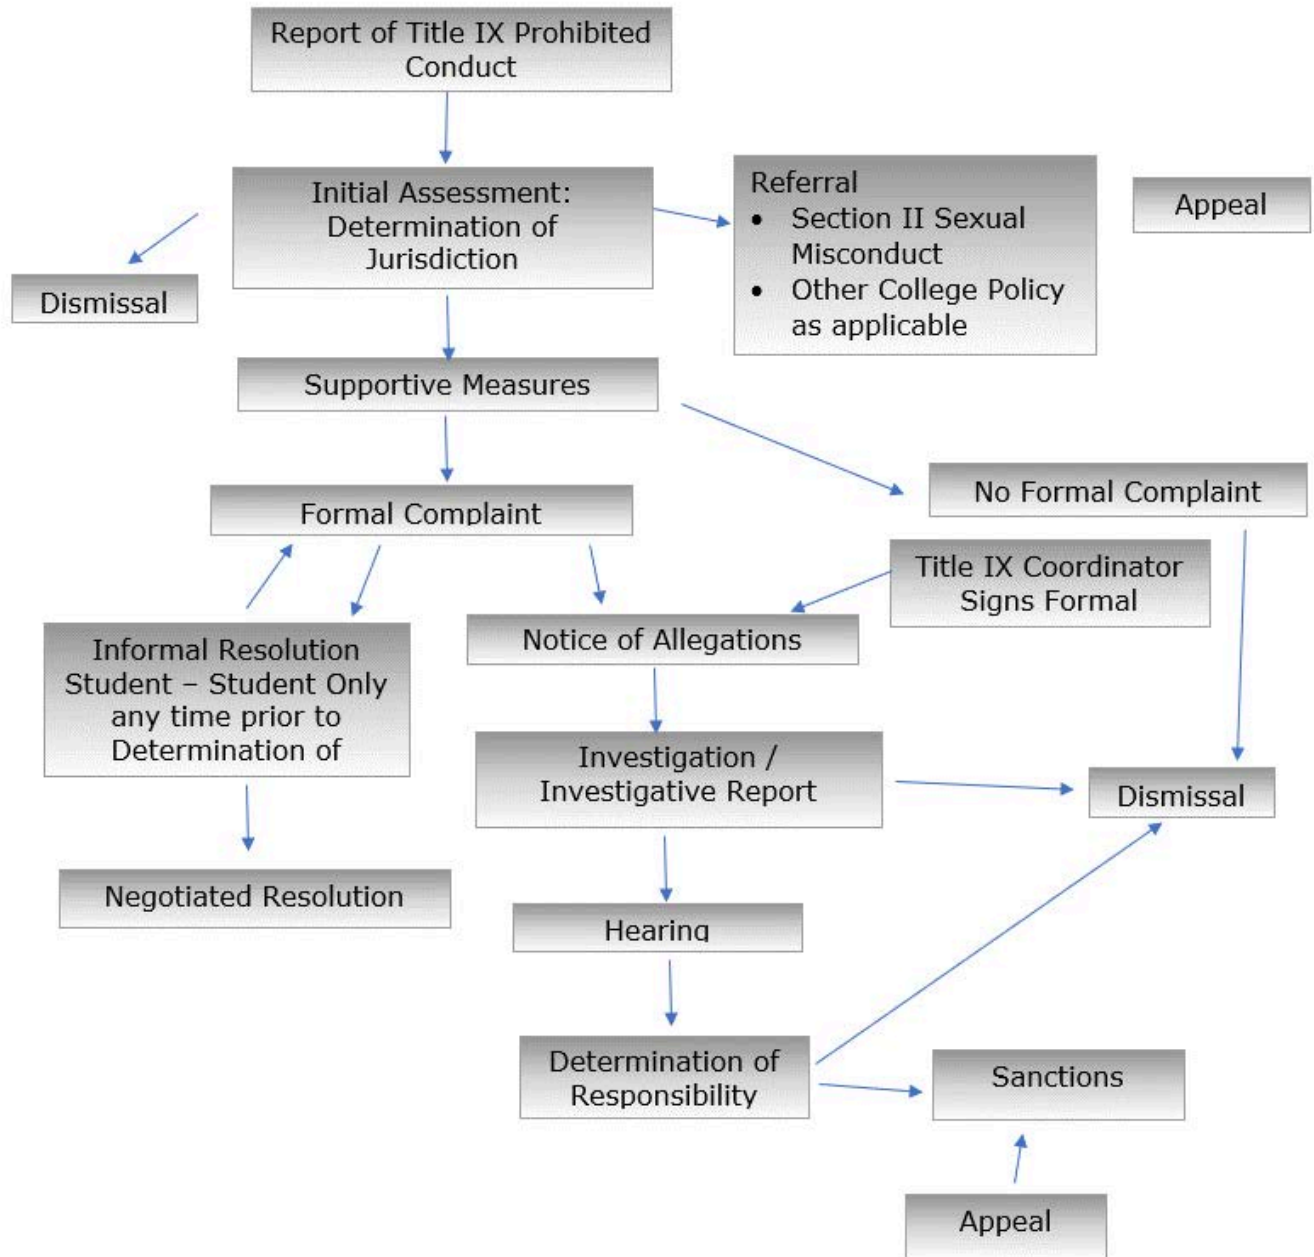 Report of Title IX Prohibited
Conduct
Initial Assessment:
Determination of
Jurisdiction
Referral
• Section II Sexual
Misconduct
• Other College Policy
as applicable
Appeal
Dismissal
Supportive Measures
No Formal Complaint
Formal Complaint
Title IX Coordinator
Signs Formal
Notice of Allegations
Informal Resolution
Student – Student Only
any time prior to
Determination of
Investigation /
Investigative Report
Dismissal
Negotiated Resolution
Hearing
Determination of
Responsibility
Sanctions
Appeal